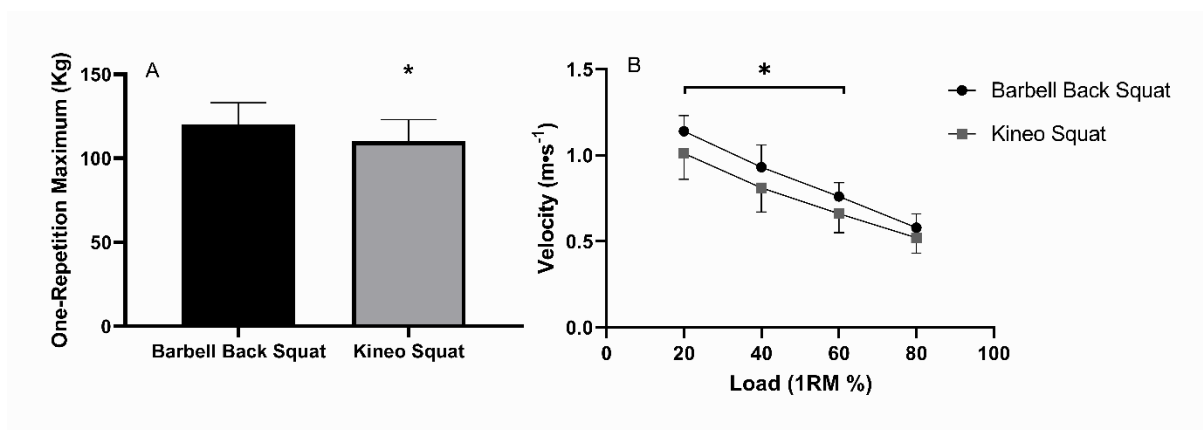 A
*
One-Repetition Maximum (Kg)
150
100
50
0
Barbell Back Squat
Kineo Squat
B
*
Velocity (m•s⁻¹)
1.5
1.0
0.5
0.0
0
20
40
60
80
100
Load (1RM %)
Barbell Back Squat
Kineo Squat